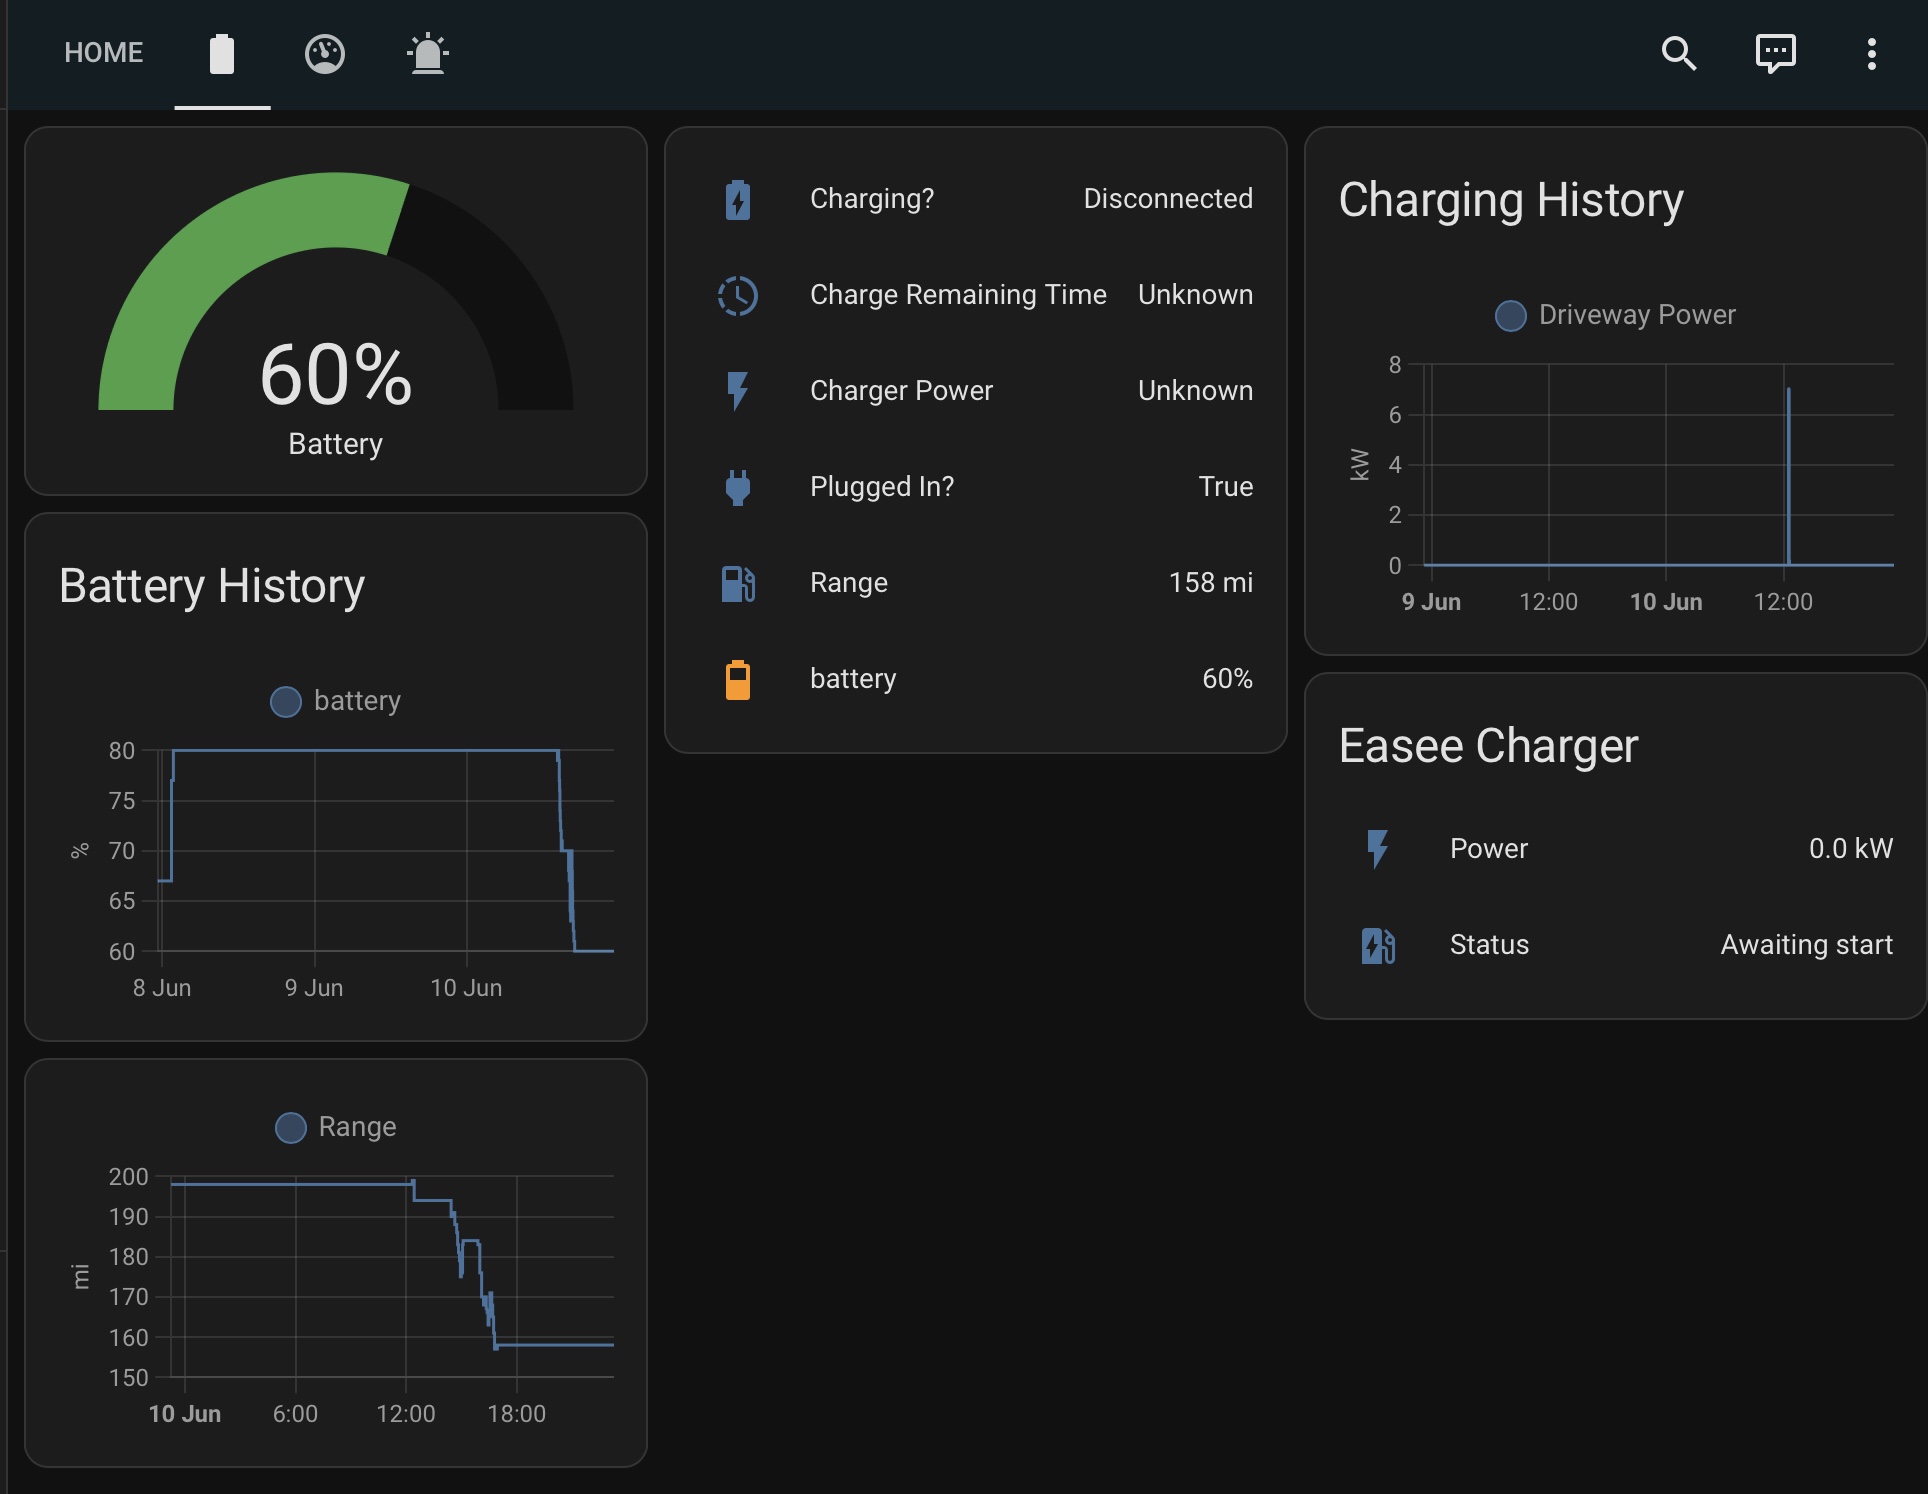 HOME
60%
Battery
Battery History
battery
80
75
70
65
60
%
8 Jun
9 Jun
10 Jun
Range
200
190
180
170
160
150
mi
10 Jun
6:00
12:00
18:00
Charging? Disconnected
Charge Remaining Time Unknown
Charger Power Unknown
Plugged In? True
Range 158 mi
battery 60%
Charging History
Driveway Power
8
6
4
2
0
kW
9 Jun
12:00
10 Jun
12:00
Easee Charger
Power 0.0 kW
Status Awaiting start